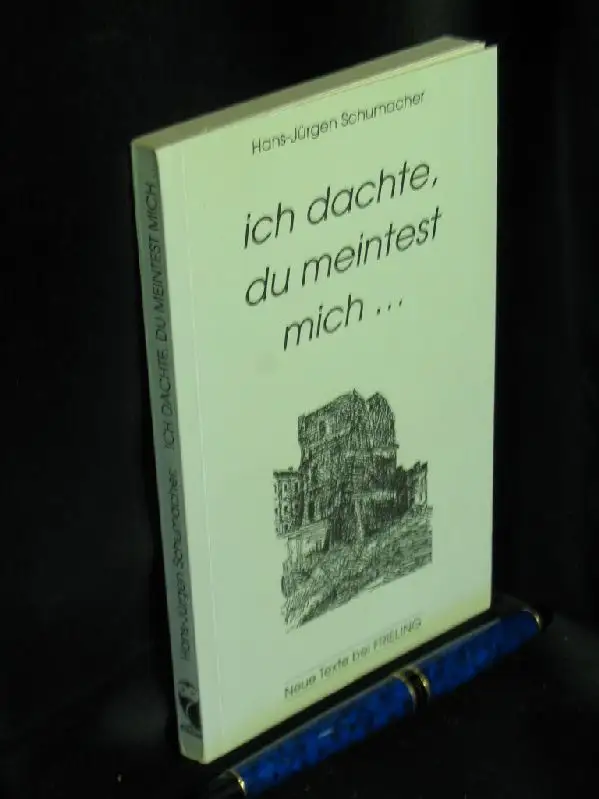 Hans-Jürgen Schumacher
ich dachte,
du meintest
mich ...
Neue Texte bei FRIELING
Hans-Jürgen Schumacher: ICH DACHTE, DU MEINTEST MICH ...